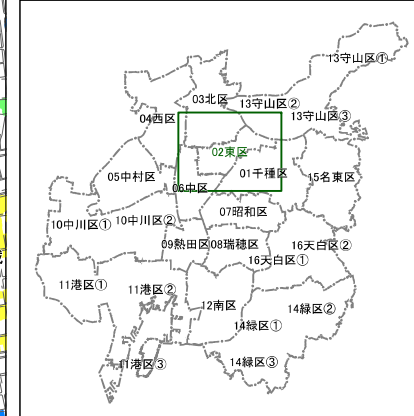 13守山区①
03北区
13守山区②
04西区
13守山区③
02東区
05中村区
01千種区
15名東区
06中区
07昭和区
10中川区①
10中川区②
09熱田区
08瑞穂区
16天白区②
16天白区①
11港区①
11港区②
12南区
14緑区②
14緑区①
11港区③
14緑区③